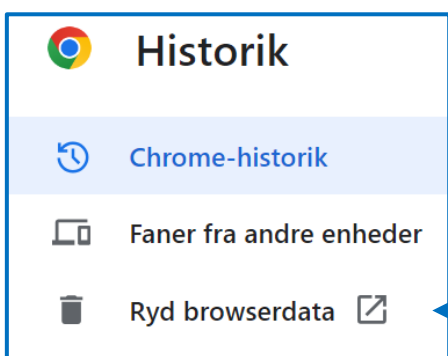 Historik
Chrome-historik
Faner fra andre enheder
Ryd browserdata